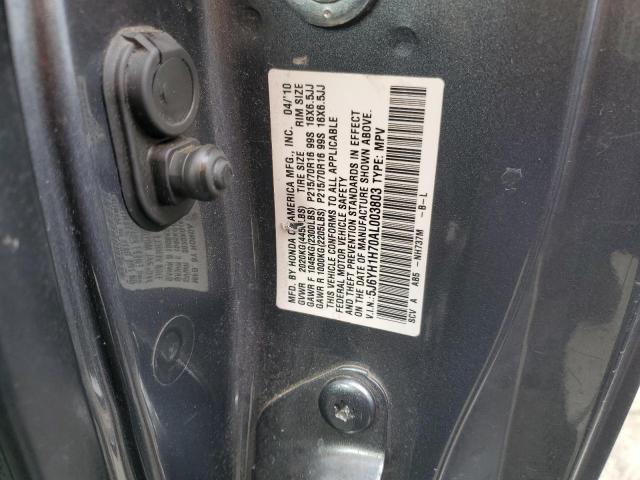 MFD. BY HONDA OF AMERICA MFG., INC. 04/'10
TIRE SIZE RIM SIZE
GVWR 2020KG(4450LBS)
GAWR F 1045KG(2300LBS) P215/70R16 99S 16X6.5JJ
GAWR R 1000KG(2205LBS) P215/70R16 99S 16X6.5JJ
THIS VEHICLE CONFORMS TO ALL APPLICABLE
FEDERAL MOTOR VEHICLE SAFETY
AND THEFT PREVENTION STANDARDS IN EFFECT
ON THE DATE OF MANUFACTURE SHOWN ABOVE.
V.I.N.:5J6YH1H70AL003803 TYPE: MPV
SCV A AB5 -NH737M -B-L